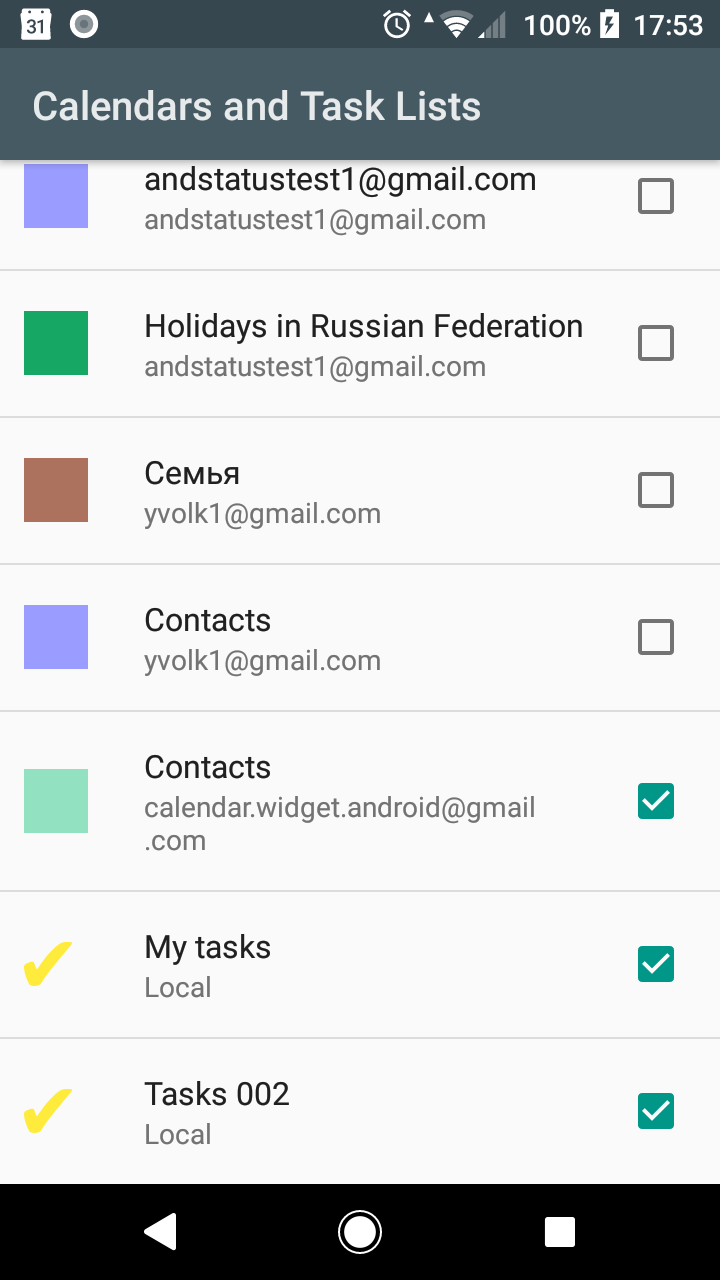 31
100%
17:53
Calendars and Task Lists
andstatustest1@gmail.com
andstatustest1@gmail.com
Holidays in Russian Federation
andstatustest1@gmail.com
Семья
yvolk1@gmail.com
Contacts
yvolk1@gmail.com
Contacts
calendar.widget.android@gmail
.com
My tasks
Local
Tasks 002
Local